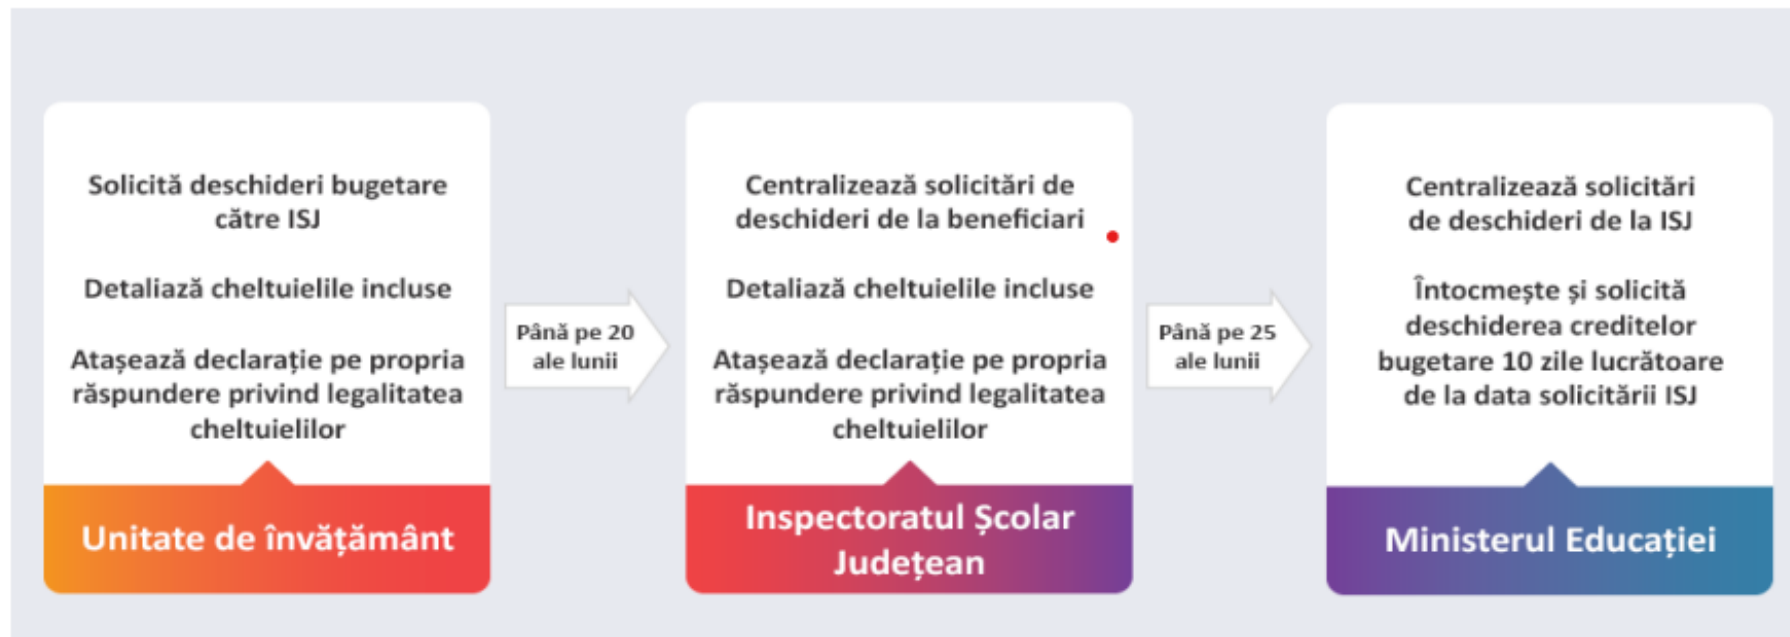 Solicită deschideri bugetare
către ISJ
Detaliază cheltuielile incluse
Atașează declarație pe propria
răspundere privind legalitatea
cheltuielilor
Unitate de învățământ
Până pe 20
ale lunii
Centralizează solicitări de
deschideri de la beneficiari
Detaliază cheltuielile incluse
Atașează declarație pe propria
răspundere privind legalitatea
cheltuielilor
Inspectoratul Școlar
Județean
Până pe 25
ale lunii
Centralizează solicitări
de deschideri de la ISJ
Întocmește și solicită
deschiderea creditelor
bugetare 10 zile lucrătoare
de la data solicitării ISJ
Ministerul Educației